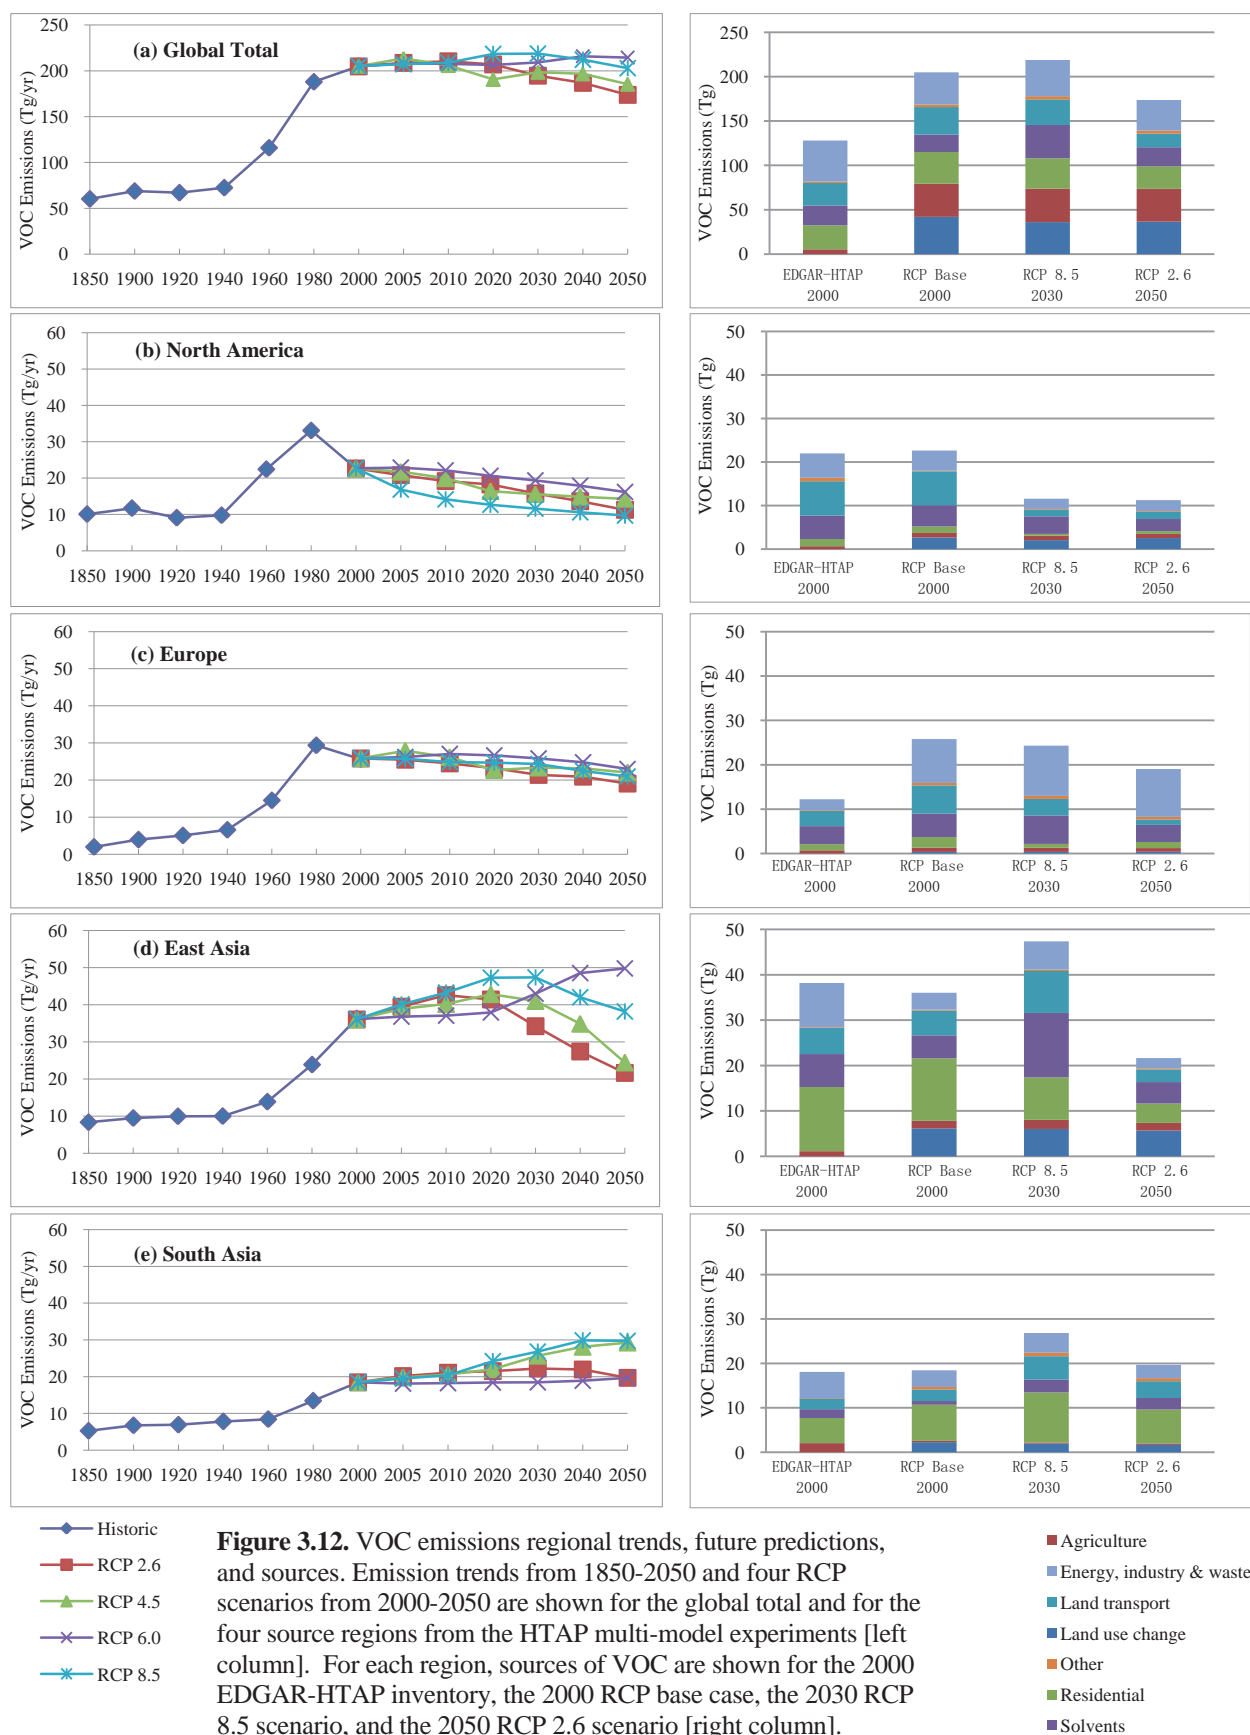 (a) Global Total
VOC Emissions (Tg/yr)
250
200
150
100
50
0
1850 1900 1920 1940 1960 1980 2000 2005 2010 2020 2030 2040 2050
VOC Emissions (Tg)
250
200
150
100
50
0
EDGAR-HTAP 2000
RCP Base 2000
RCP 8.5 2030
RCP 2.6 2050
(b) North America
VOC Emissions (Tg/yr)
60
50
40
30
20
10
0
1850 1900 1920 1940 1960 1980 2000 2005 2010 2020 2030 2040 2050
VOC Emissions (Tg)
50
40
30
20
10
0
EDGAR-HTAP 2000
RCP Base 2000
RCP 8.5 2030
RCP 2.6 2050
(c) Europe
VOC Emissions (Tg/yr)
60
50
40
30
20
10
0
1850 1900 1920 1940 1960 1980 2000 2005 2010 2020 2030 2040 2050
VOC Emissions (Tg)
50
40
30
20
10
0
EDGAR-HTAP 2000
RCP Base 2000
RCP 8.5 2030
RCP 2.6 2050
(d) East Asia
VOC Emissions (Tg/yr)
60
50
40
30
20
10
0
1850 1900 1920 1940 1960 1980 2000 2005 2010 2020 2030 2040 2050
VOC Emissions (Tg)
50
40
30
20
10
0
EDGAR-HTAP 2000
RCP Base 2000
RCP 8.5 2030
RCP 2.6 2050
(e) South Asia
VOC Emissions (Tg/yr)
60
50
40
30
20
10
0
1850 1900 1920 1940 1960 1980 2000 2005 2010 2020 2030 2040 2050
VOC Emissions (Tg)
50
40
30
20
10
0
EDGAR-HTAP 2000
RCP Base 2000
RCP 8.5 2030
RCP 2.6 2050
Historic
RCP 2.6
RCP 4.5
RCP 6.0
RCP 8.5
Figure 3.12. VOC emissions regional trends, future predictions,
and sources. Emission trends from 1850-2050 and four RCP
scenarios from 2000-2050 are shown for the global total and for the
four source regions from the HTAP multi-model experiments [left
column]. For each region, sources of VOC are shown for the 2000
EDGAR-HTAP inventory, the 2000 RCP base case, the 2030 RCP
8.5 scenario, and the 2050 RCP 2.6 scenario [right column].
Agriculture
Energy, industry & waste
Land transport
Land use change
Other
Residential
Solvents